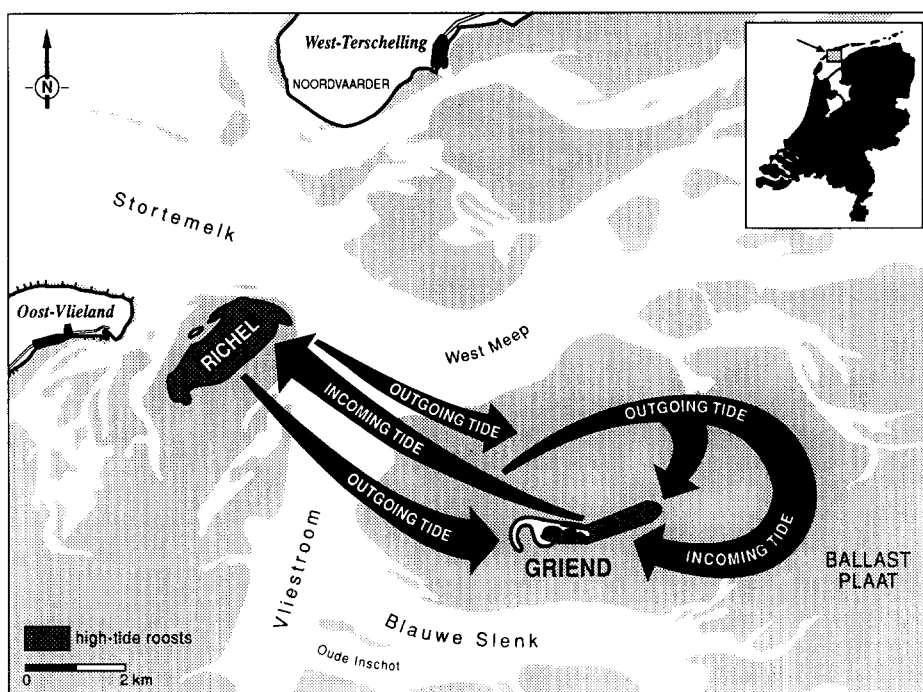 West-Terschelling
NOORDVAARDER
N
Stortemelk
Oost-Vlieland
RICHEL
West Meep
OUTGOING TIDE
INCOMING TIDE
OUTGOING TIDE
OUTGOING TIDE
INCOMING TIDE
GRIEND
BALLAST
PLAAT
Vliestroom
Blauwe Slenk
Oude Inschot
high-tide roosts
0 2 km